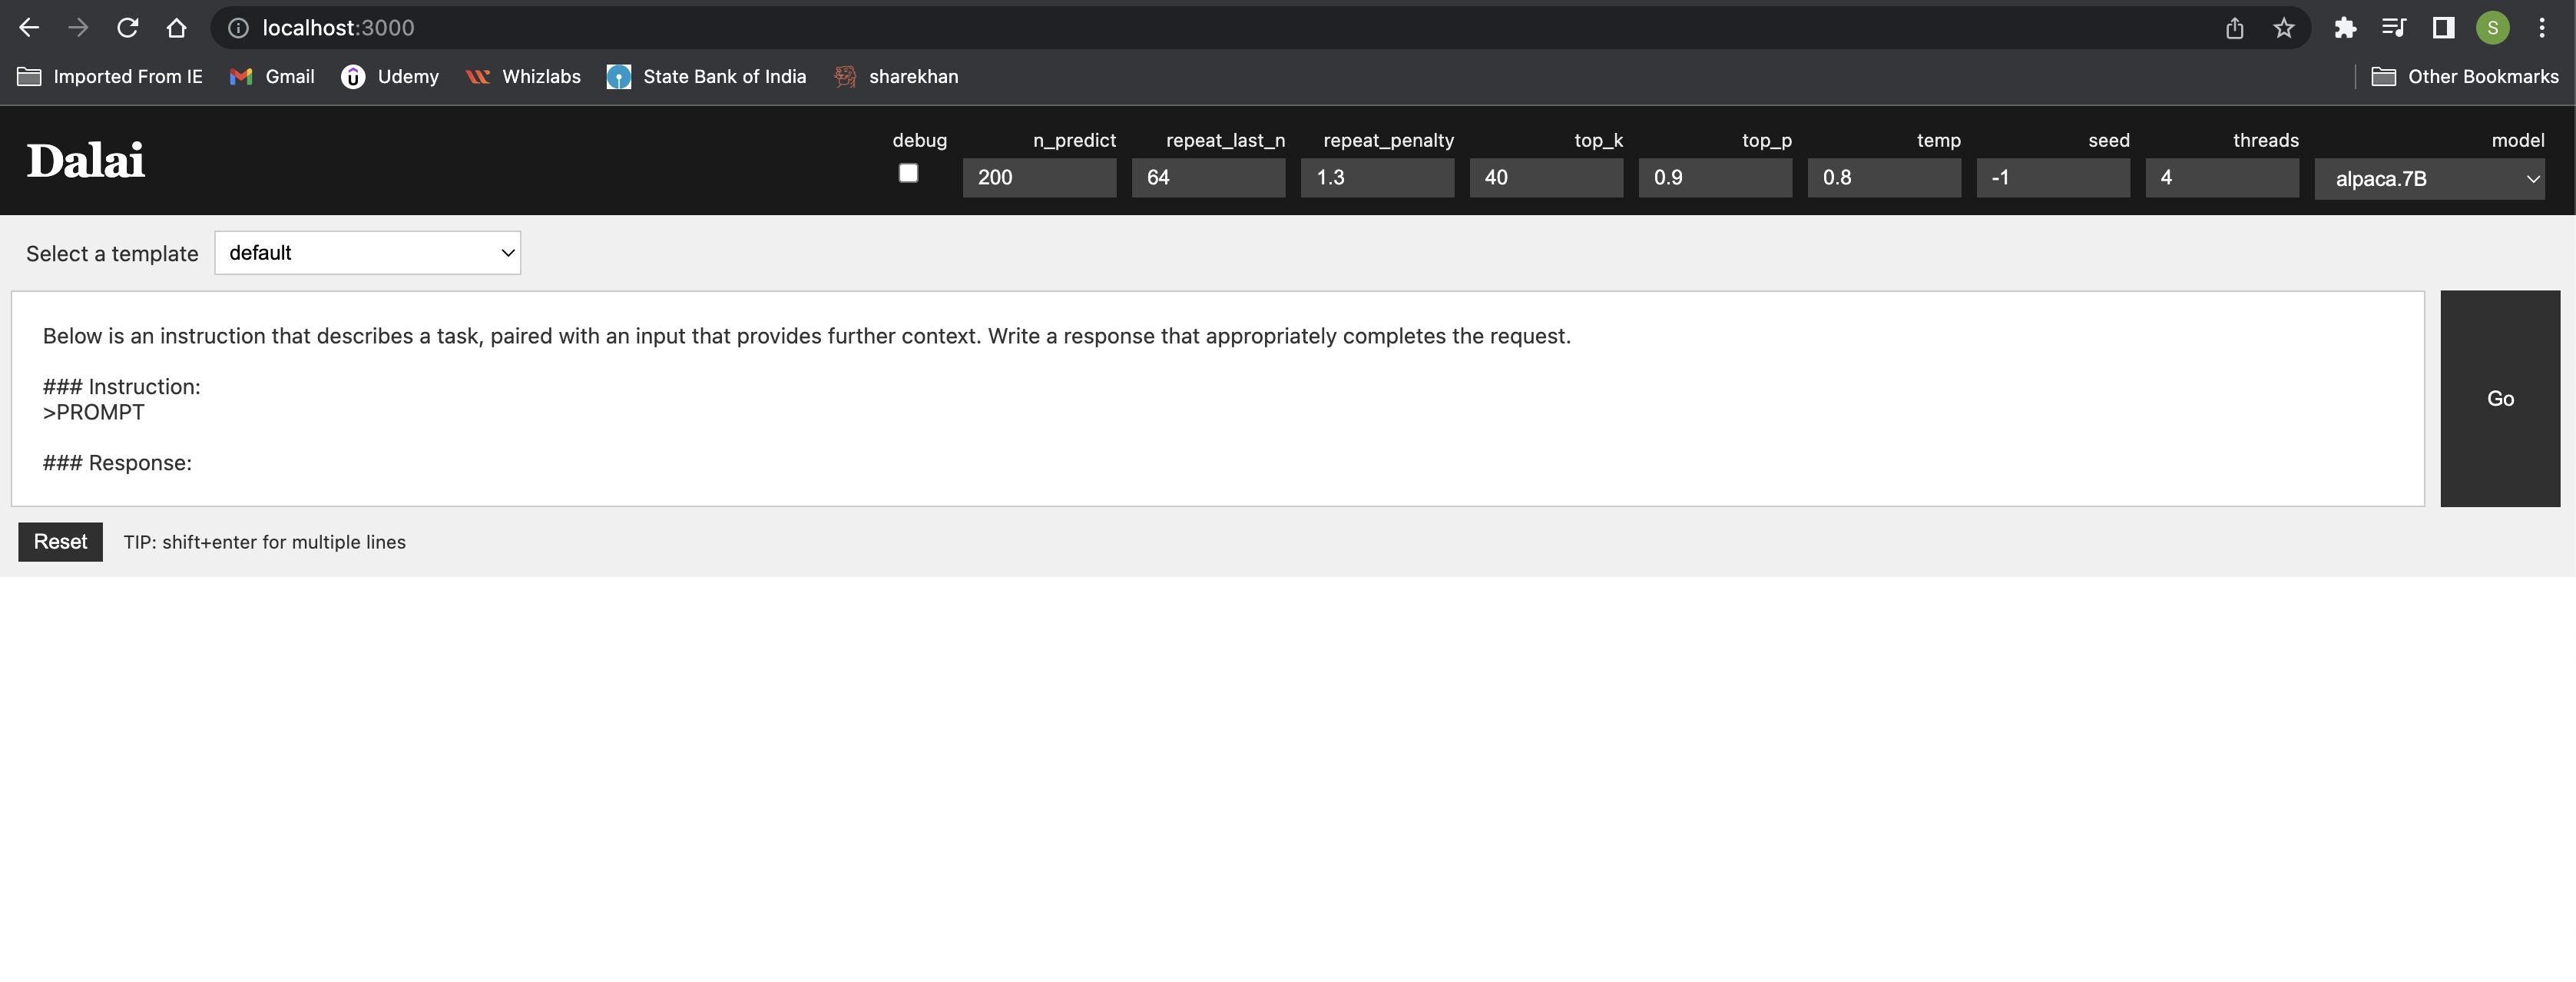 localhost:3000
S
Imported From IE Gmail Udemy Whizlabs State Bank of India sharekhan Other Bookmarks
Dalai
debug n_predict repeat_last_n repeat_penalty top_k top_p temp seed threads model
200 64 1.3 40 0.9 0.8 -1 4 alpaca.7B
Select a template default
Below is an instruction that describes a task, paired with an input that provides further context. Write a response that appropriately completes the request.
### Instruction:
>PROMPT
### Response:
Go
Reset TIP: shift+enter for multiple lines